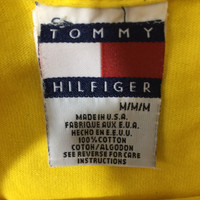 TOMMY
HILFIGER
M/M/M
MADE IN U.S.A.
FABRIQUE AUX E.U.
HECHO EN E.E.U.U.
100% COTTON
COTON/ALGODON
SEE REVERSE FOR CARE
INSTRUCTIONS